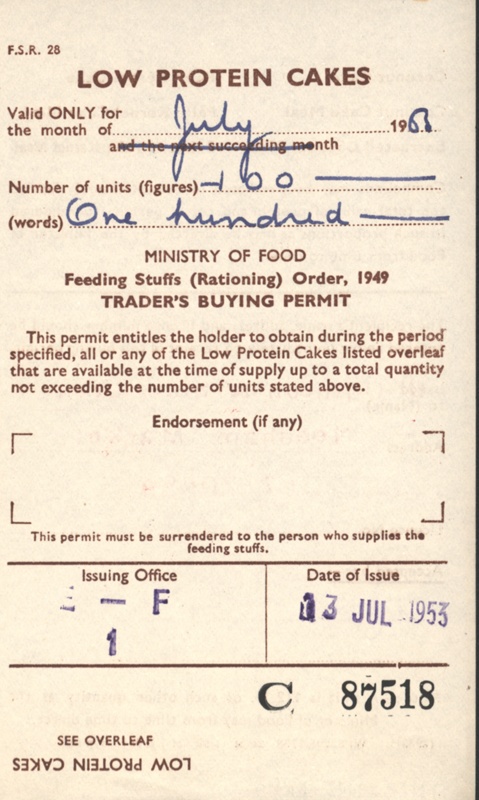 F.S.R. 28
LOW PROTEIN CAKES
Valid ONLY for
the month of July 195
and the next succeeding month
Number of units (figures) 100
(words) One hundred
MINISTRY OF FOOD
Feeding Stuffs (Rationing) Order, 1949
TRADER'S BUYING PERMIT
This permit entitles the holder to obtain during the period
specified, all or any of the Low Protein Cakes listed overleaf
that are available at the time of supply up to a total quantity
not exceeding the number of units stated above.
Endorsement (if any)
This permit must be surrendered to the person who supplies the
feeding stuffs.
Issuing Office Date of Issue
E — F 13 JUL 1953
1
C 87518
SEE OVERLEAF
LOW PROTEIN CAKES